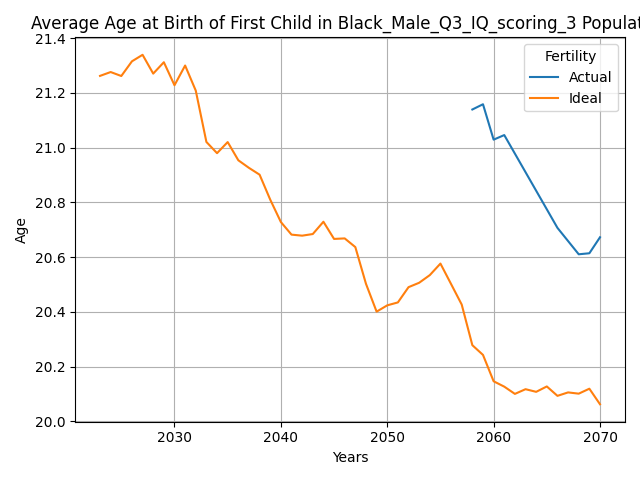 Average Age at Birth of First Child in Black_Male_Q3_IQ_scoring_3 Populat
Fertility
Actual
Ideal
21.4
21.2
21.0
20.8
20.6
20.4
20.2
20.0
Age
2030 2040 2050 2060 2070
Years